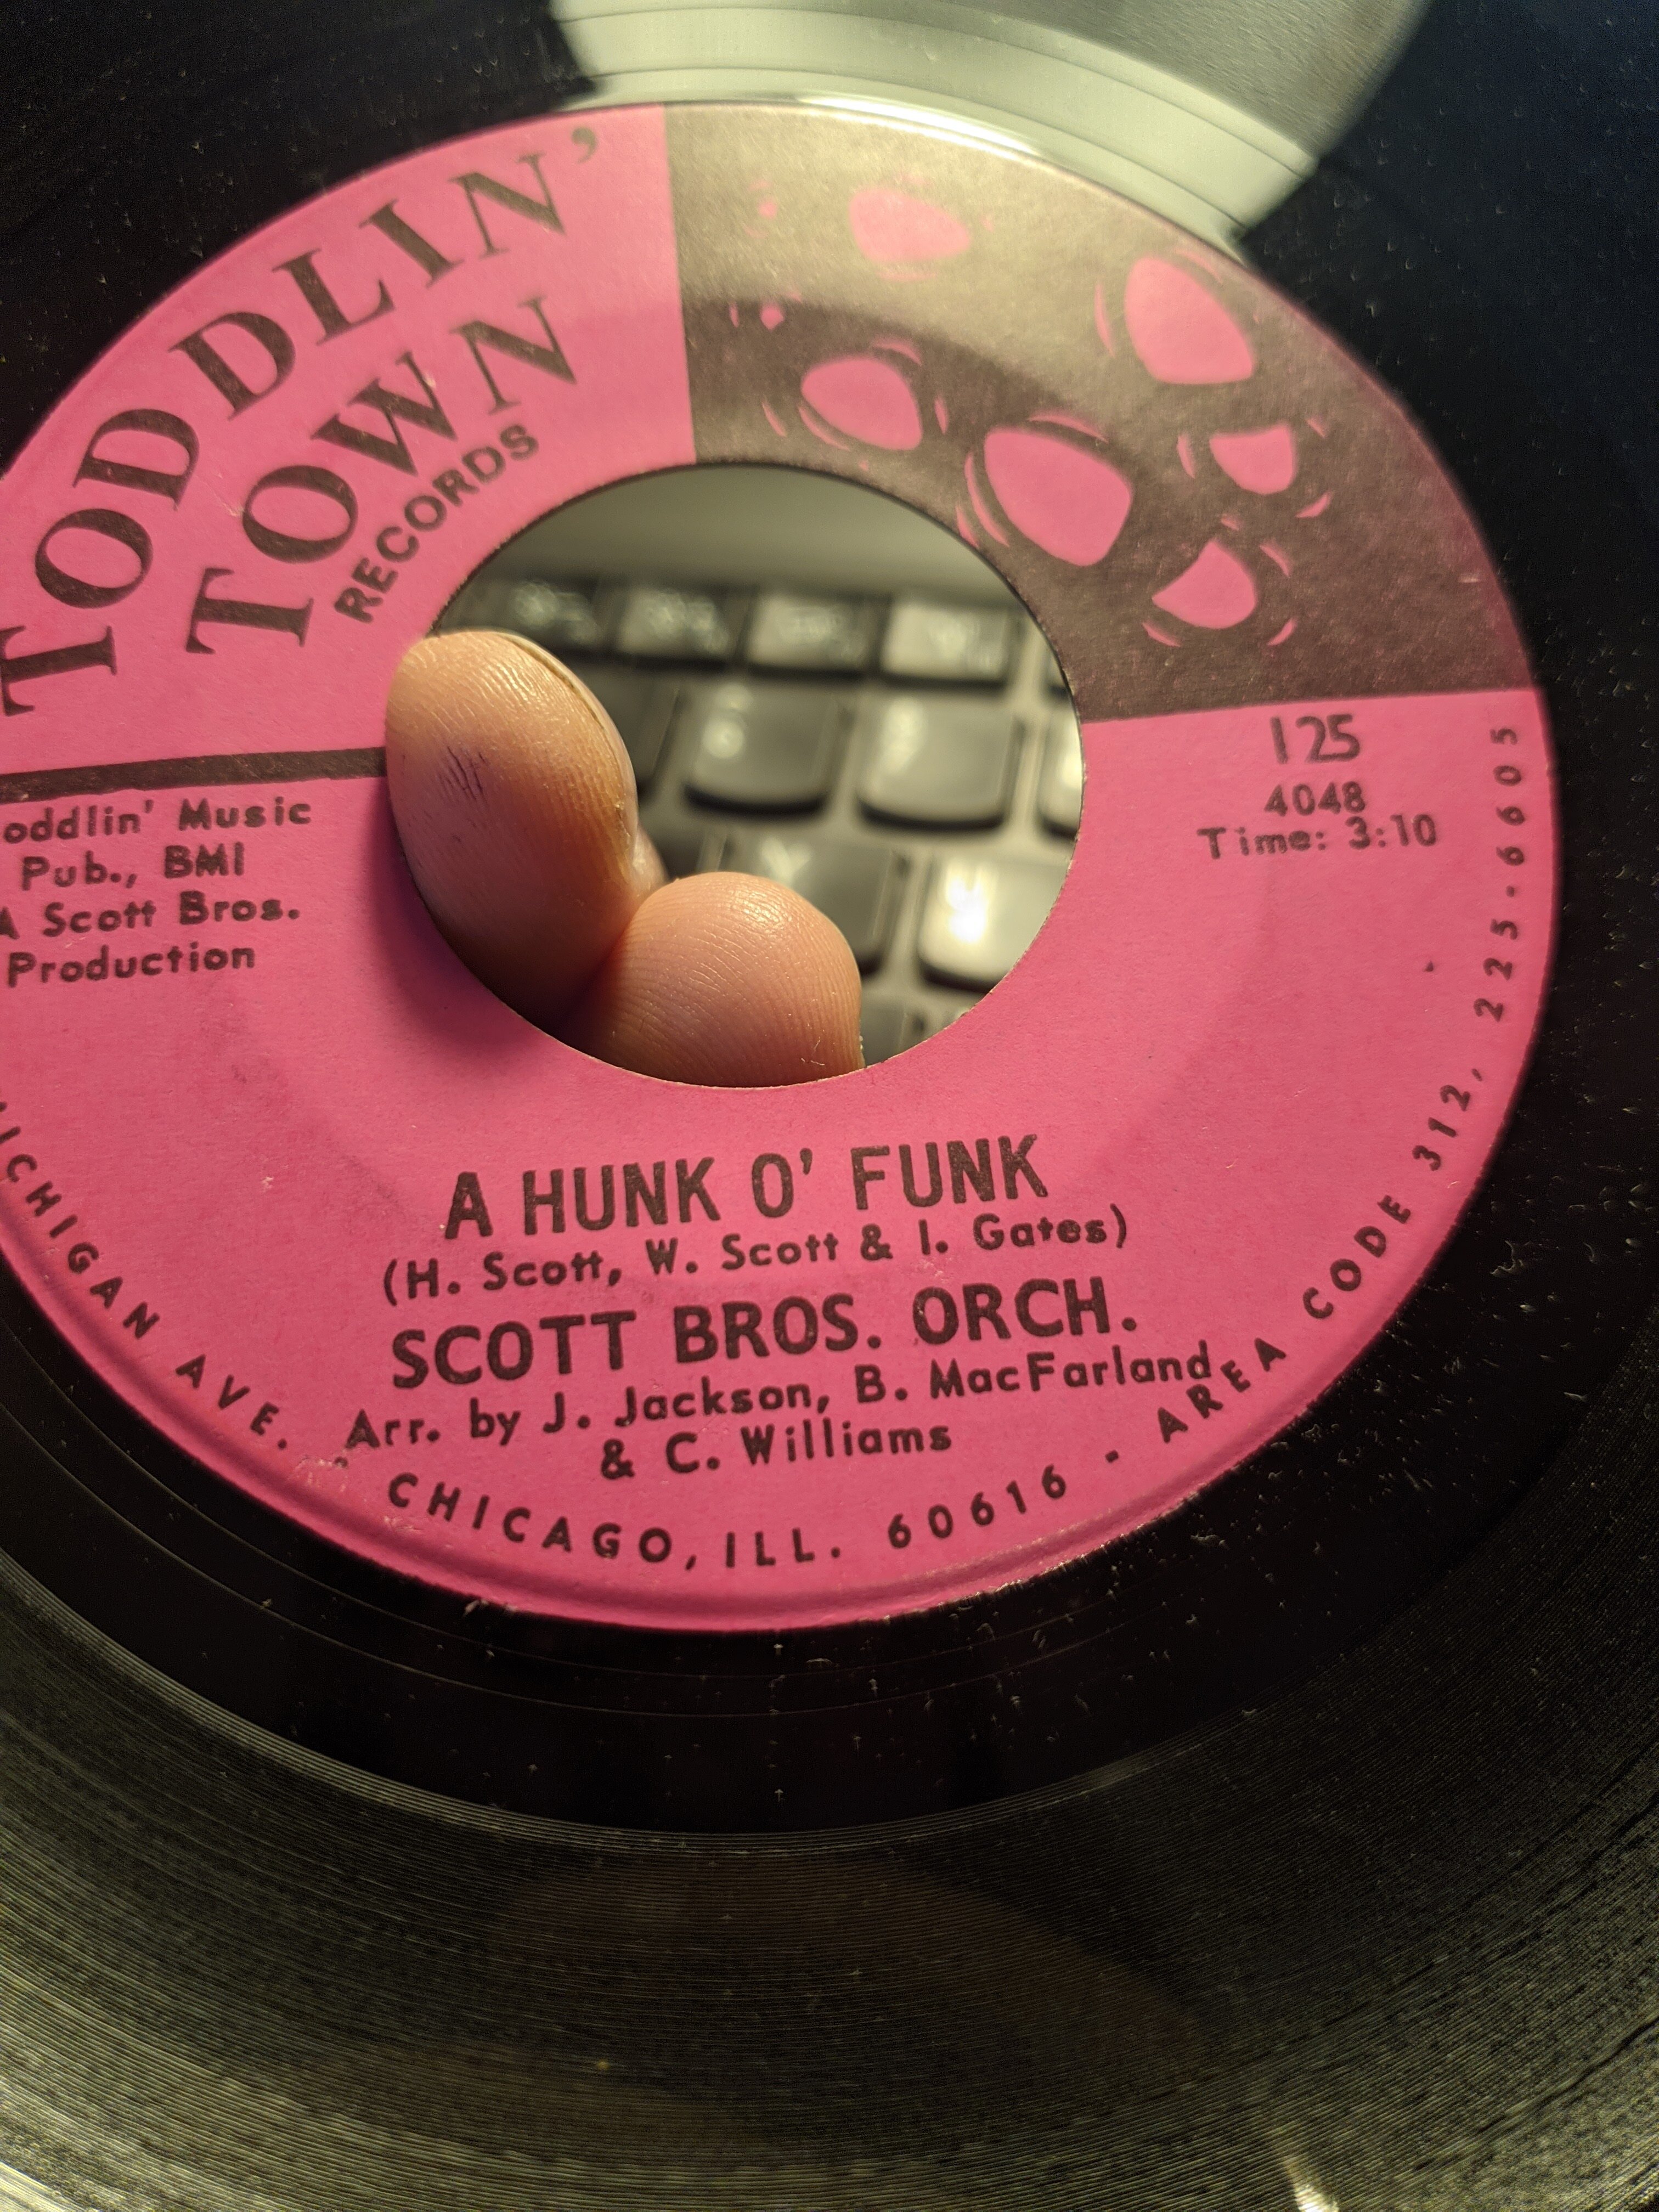 TODDLIN'
TOWN
RECORDS
oddlin' Music
Pub., BMI
A Scott Bros.
Production
125
4048
Time: 3:10
A HUNK O' FUNK
(H. Scott, W. Scott & I. Gates)
SCOTT BROS. ORCH.
Arr. by J. Jackson, B. MacFarland
& C. Williams
MICHIGAN AVE. CHICAGO, ILL. 60616 - AREA CODE 312, 225-6605